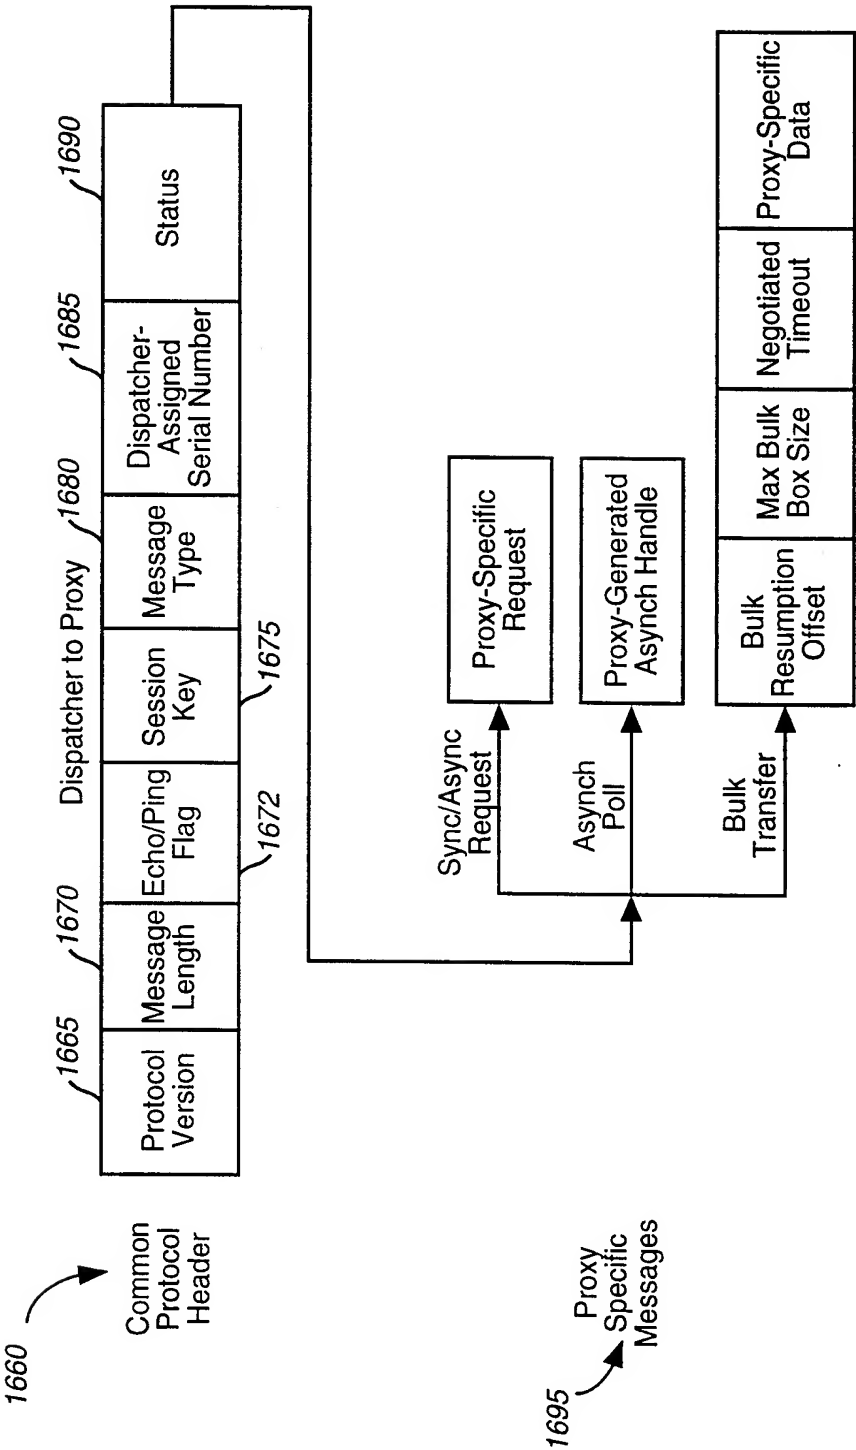 Dispatcher to Proxy
1660
Common
Protocol
Header
1665
Protocol
Version
1670
Message
Length
Echo/Ping
Flag
1672
Session
Key
1675
1680
Message
Type
1685
Dispatcher-
Assigned
Serial Number
1690
Status
1695
Proxy
Specific
Messages
Sync/Async
Request
Proxy-Specific
Request
Asynch
Poll
Proxy-Generated
Asynch Handle
Bulk
Transfer
Bulk
Resumption
Offset
Max Bulk
Box Size
Negotiated
Timeout
Proxy-Specific
Data